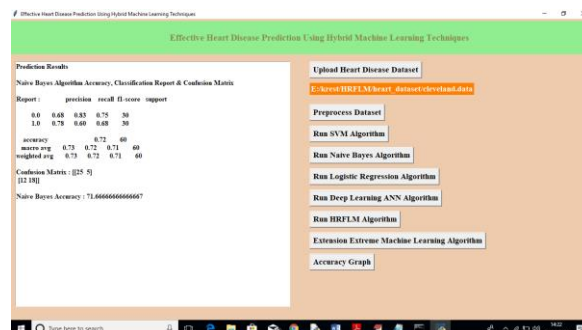 Effective Heart Disease Prediction Using Hybrid Machine Learning Techniques
Effective Heart Disease Prediction Using Hybrid Machine Learning Techniques
Prediction Results
Naive Bayes Algorithm Accuracy, Classification Report & Confusion Matrix
Report : precision recall f1-score support
0.0 0.68 0.83 0.75 30
1.0 0.78 0.60 0.68 30
accuracy 0.72 60
macro avg 0.73 0.72 0.71 60
weighted avg 0.73 0.72 0.71 60
Confusion Matrix : [[25 5]
[12 18]]
Naive Bayes Accuracy : 71.66666666666667
Upload Heart Disease Dataset
E:/krest/HRFLM/heart_dataset/cleveland.data
Preprocess Dataset
Run SVM Algorithm
Run Naive Bayes Algorithm
Run Logistic Regression Algorithm
Run Deep Learning ANN Algorithm
Run HRFLM Algorithm
Extension Extreme Machine Learning Algorithm
Accuracy Graph
Type here to search
14:22